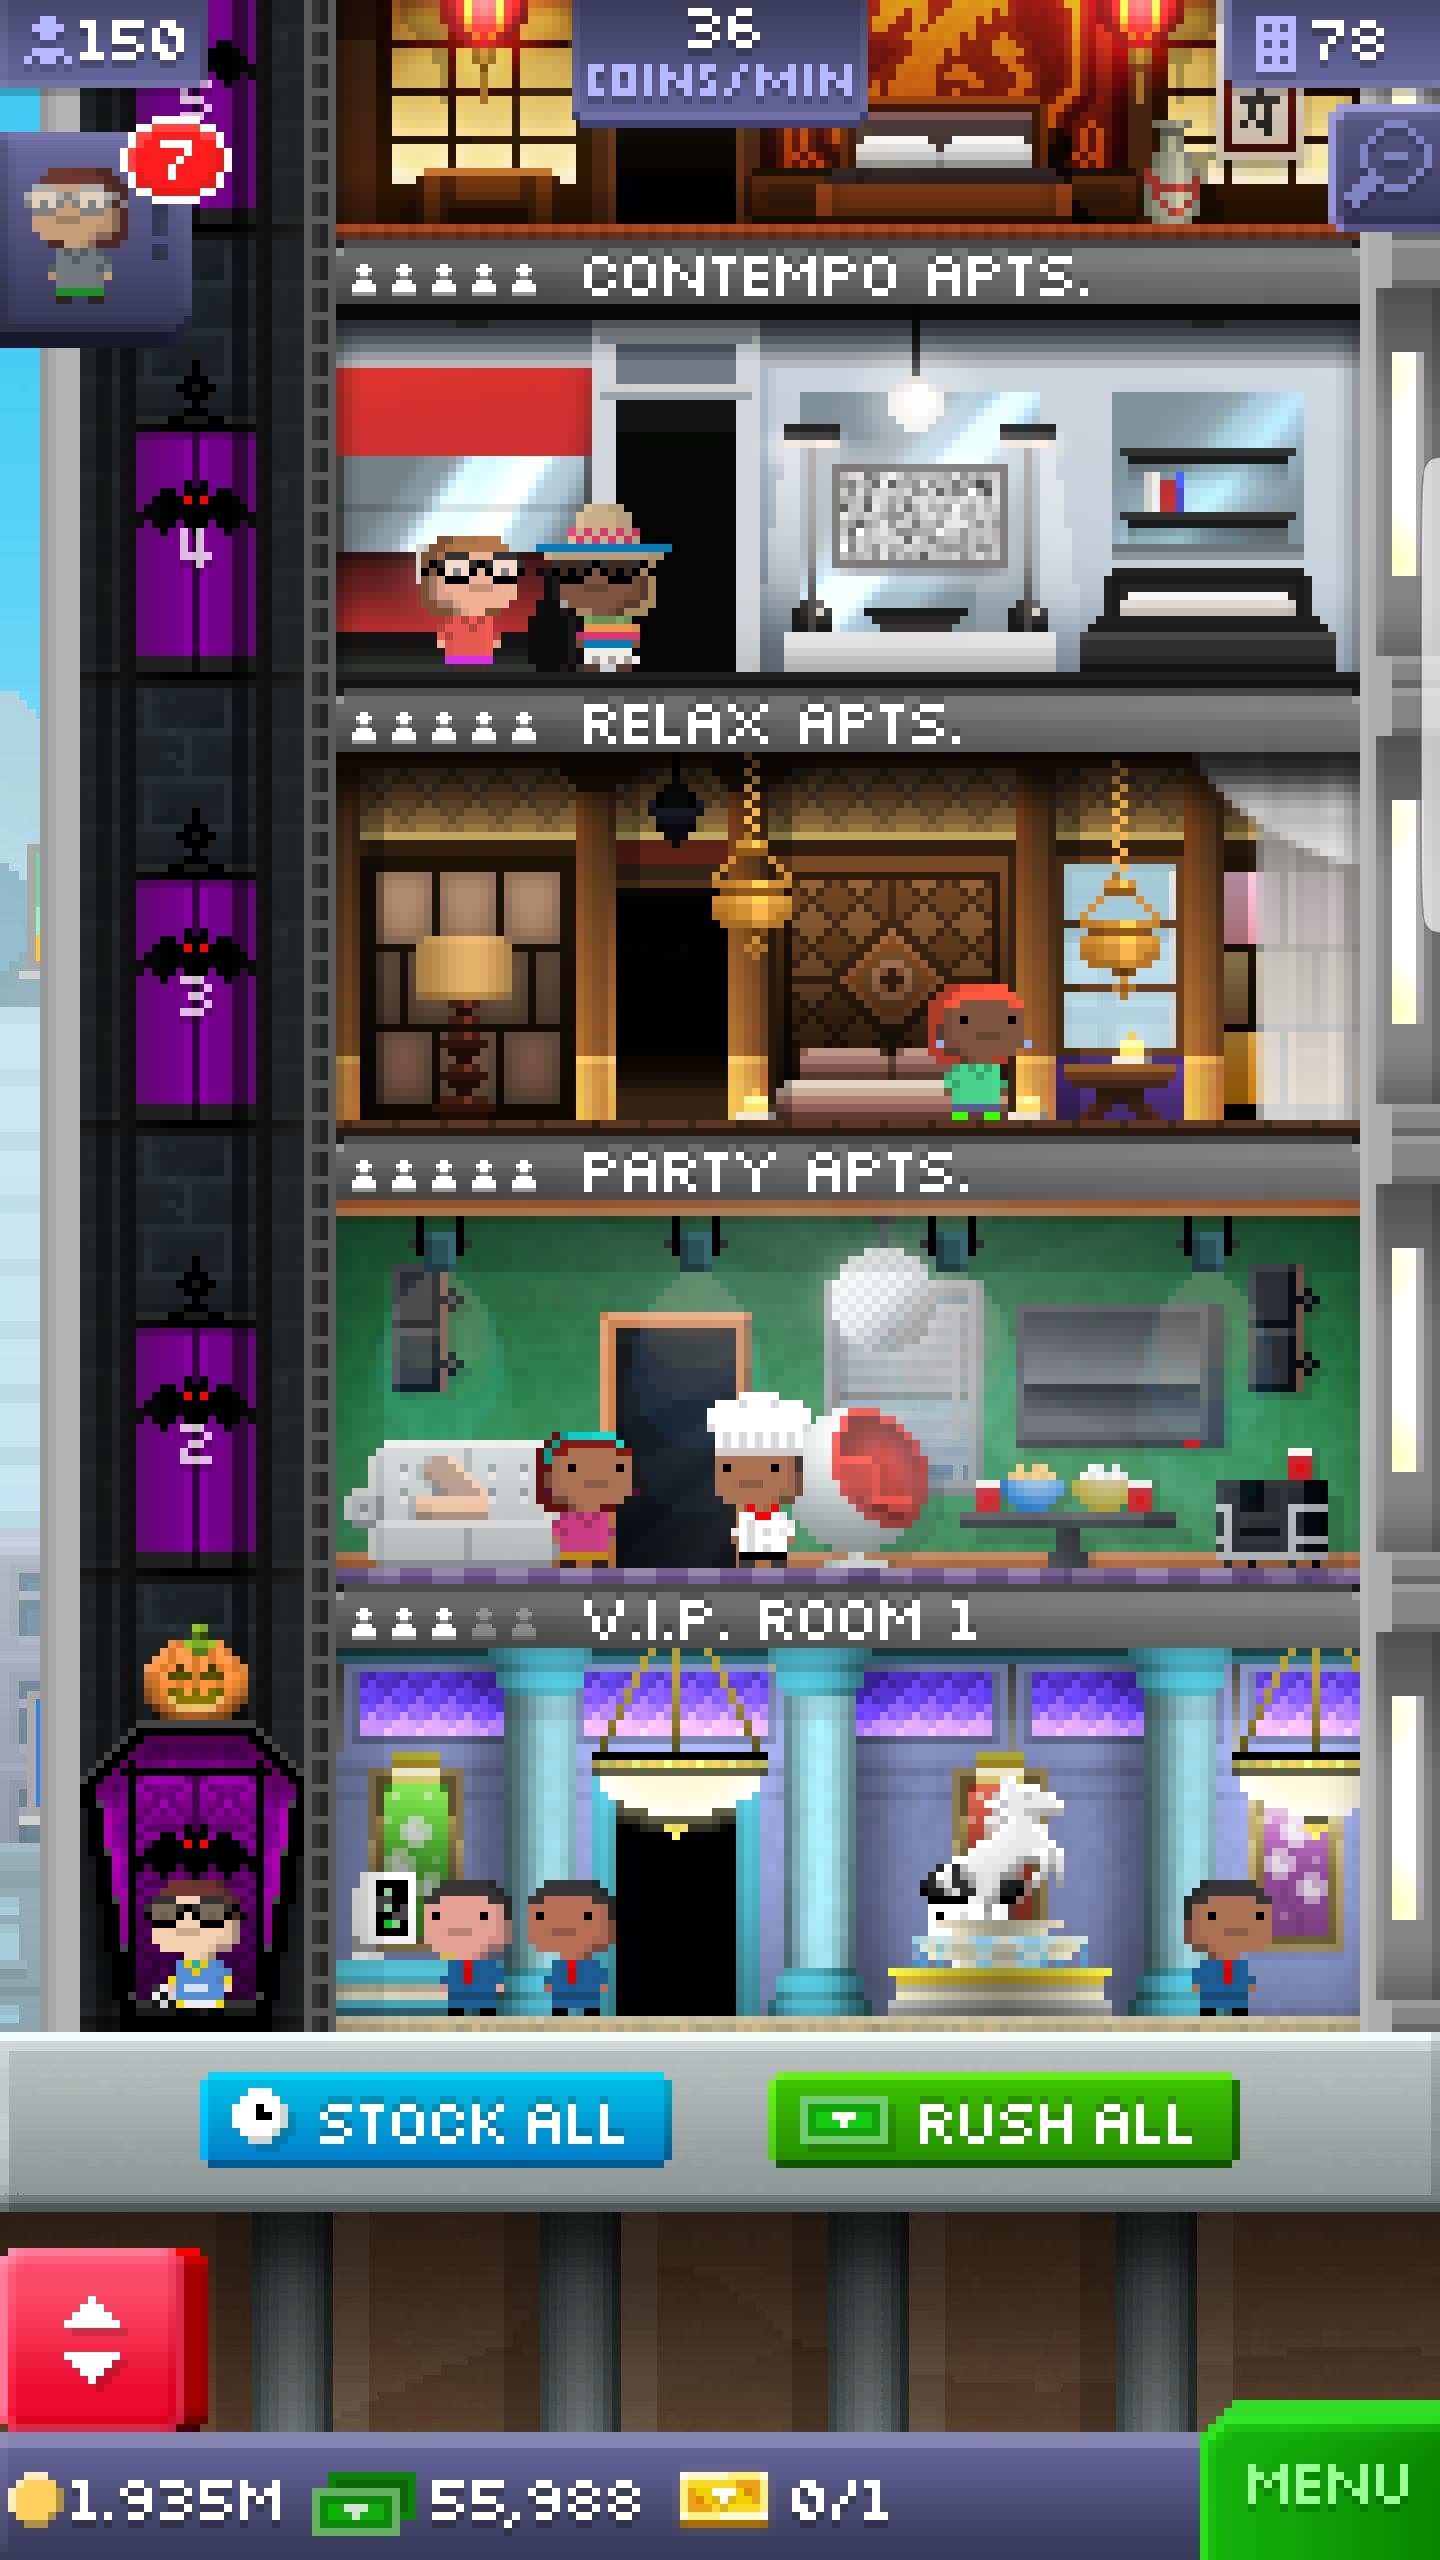 150
36
COINS/MIN
78
5
?
CONTEMPO APTS.
4
RELAX APTS.
3
PARTY APTS.
2
V.I.P. ROOM 1
STOCK ALL
RUSH ALL
1.935M
55,988
0/1
MENU